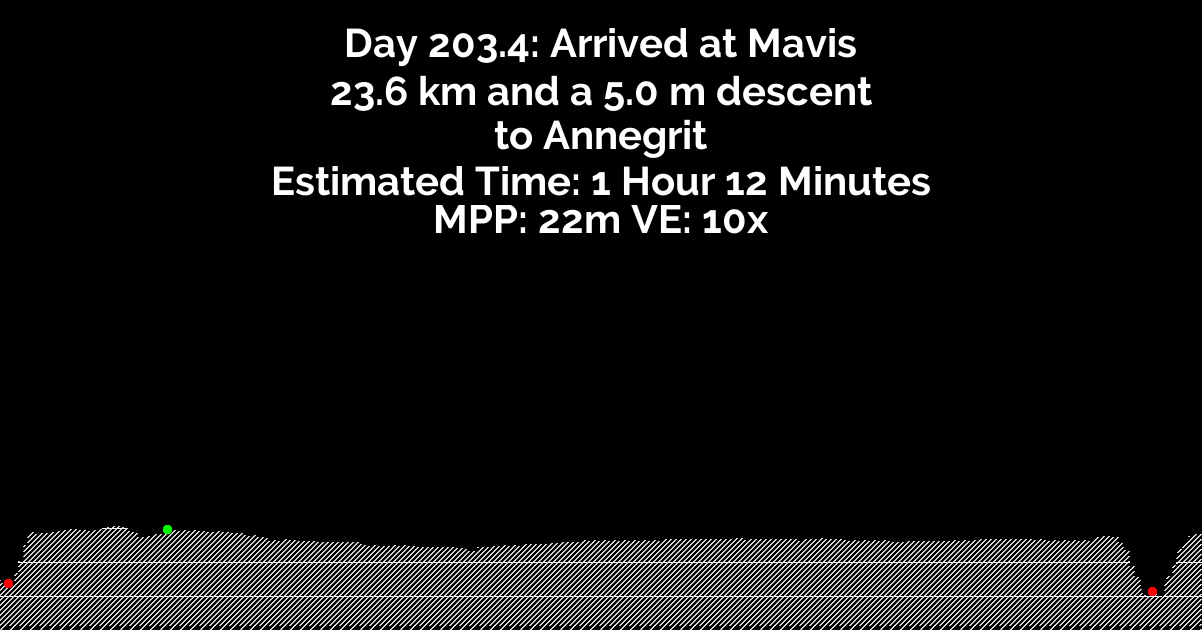 Day 203.4: Arrived at Mavis
23.6 km and a 5.0 m descent
to Annegrit
Estimated Time: 1 Hour 12 Minutes
MPP: 22m VE: 10x